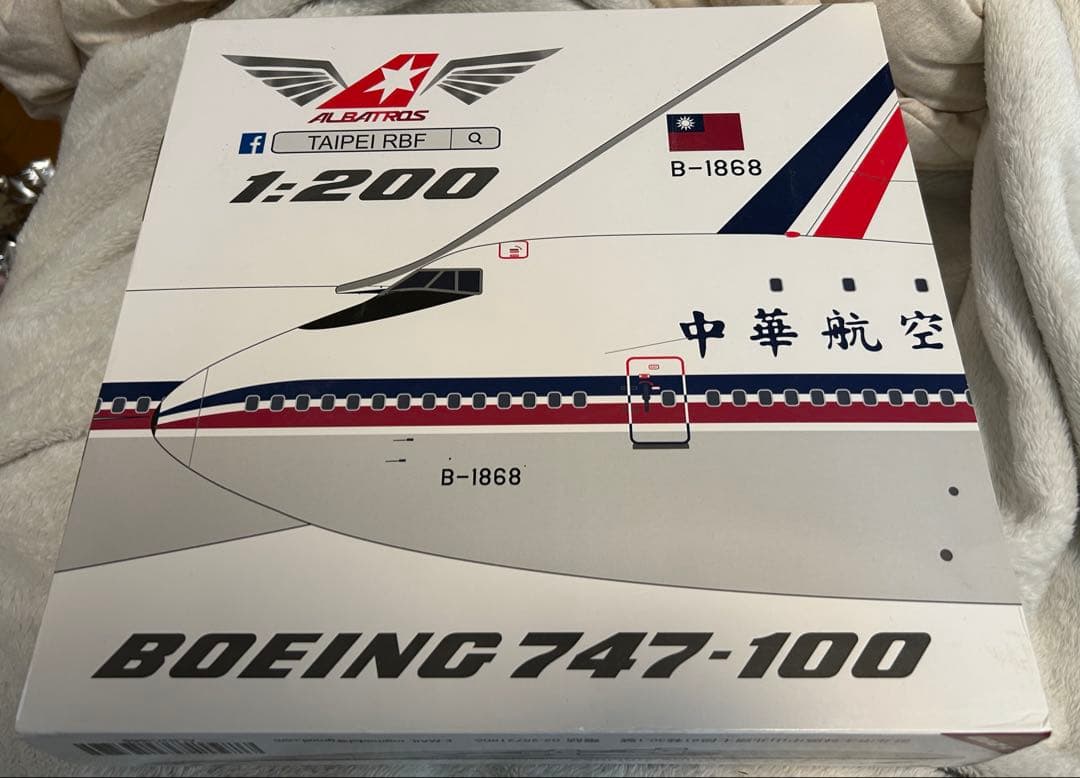 ALBATROS
TAIPEI RBF
1:200
B-1868
中華航空
B-1868
BOEING 747-100